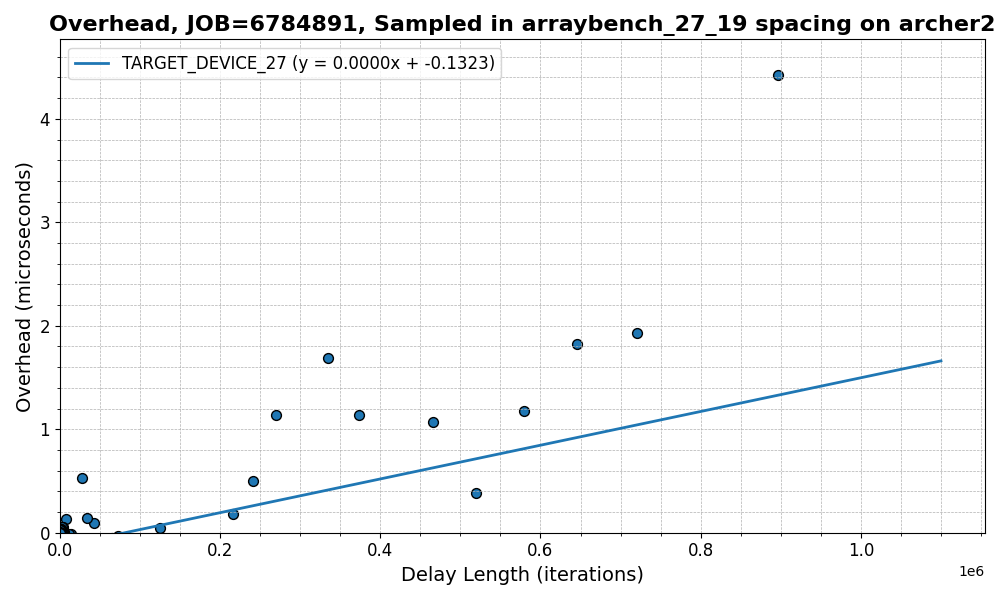 Overhead, JOB=6784891, Sampled in arraybench_27_19 spacing on archer2
TARGET_DEVICE_27 (y = 0.0000x + -0.1323)
Overhead (microseconds)
4
3
2
1
0
0.0 0.2 0.4 0.6 0.8 1.0
1e6
Delay Length (iterations)